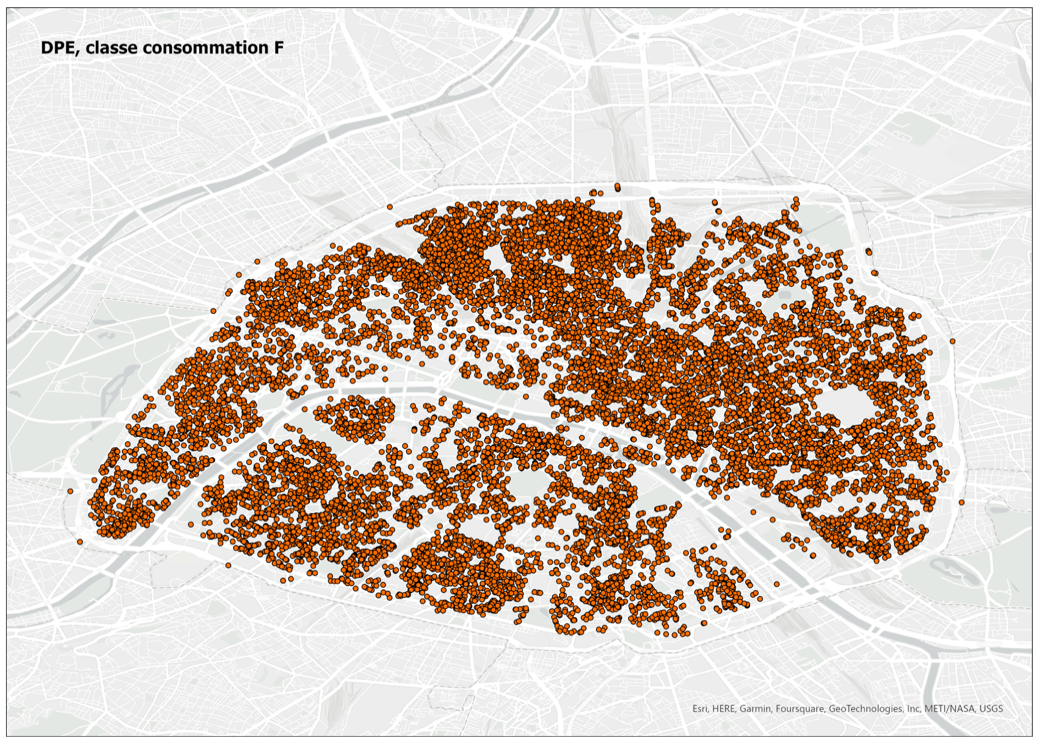 DPE, classe consommation F
Esri, HERE, Garmin, Foursquare, GeoTechnologies, Inc, METI/NASA, USGS